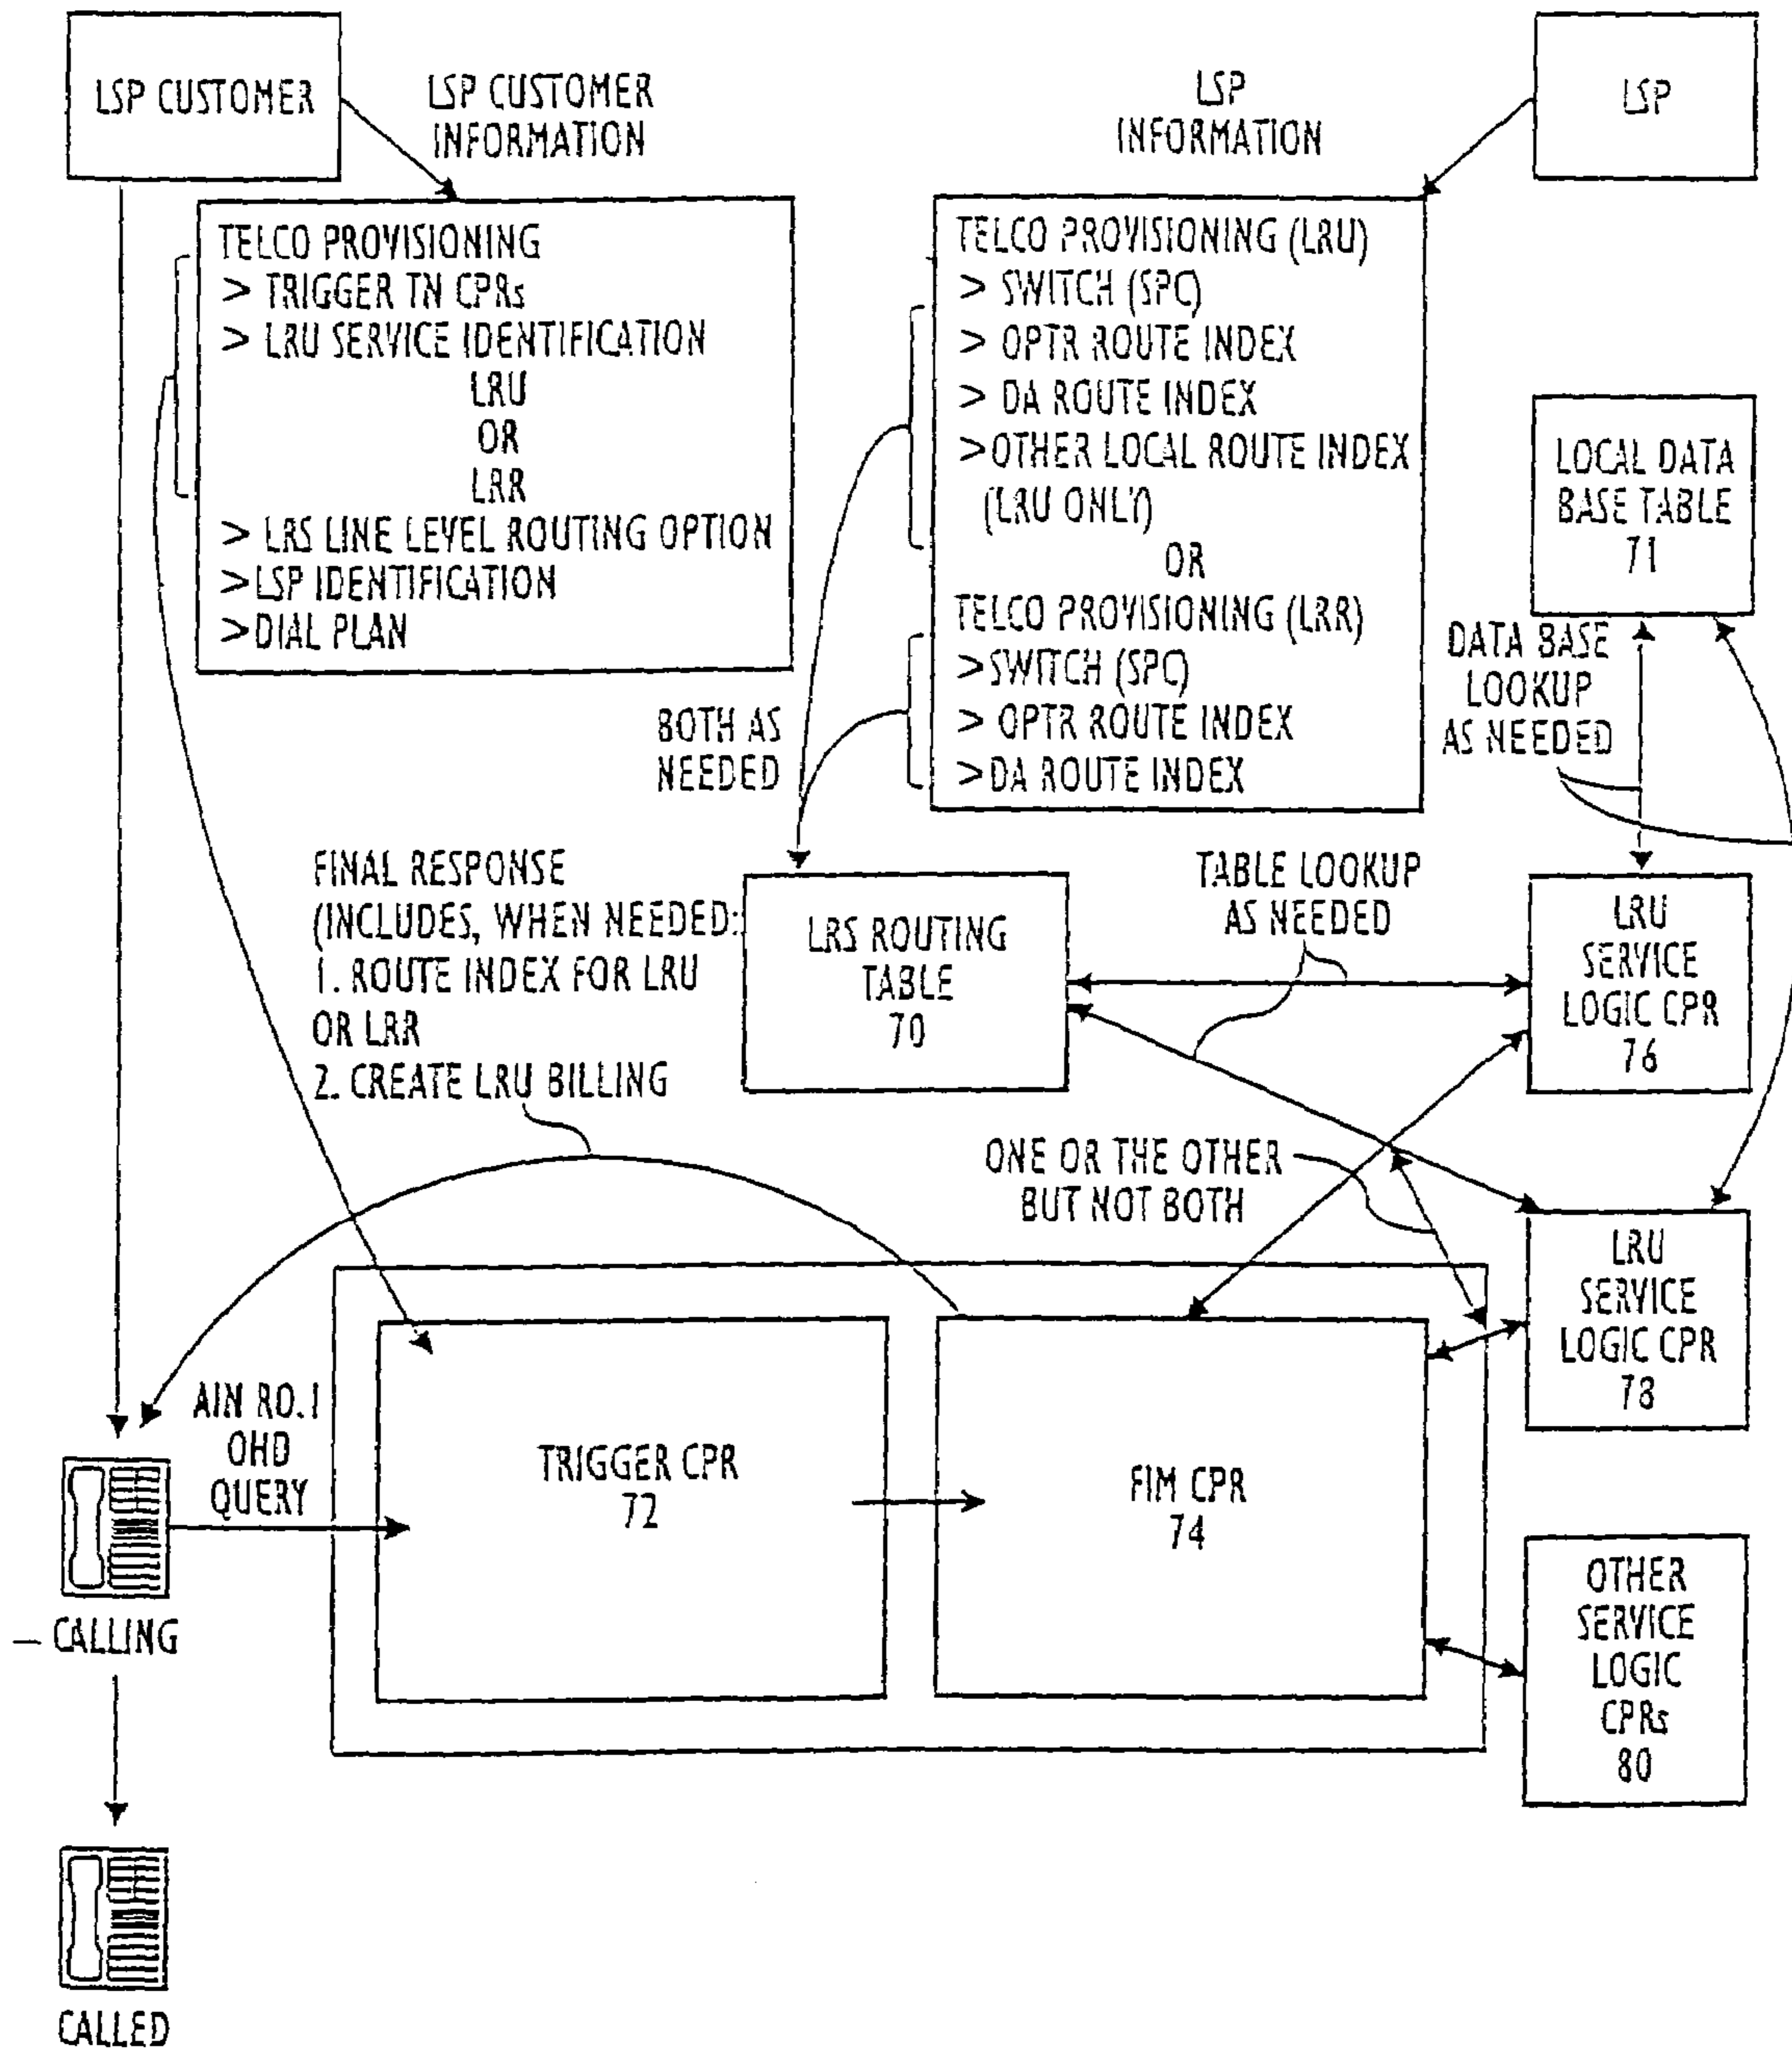 LSP CUSTOMER
LSP CUSTOMER
INFORMATION
LSP
INFORMATION
LSP
TELCO PROVISIONING
> TRIGGER TN CPRs
> LRU SERVICE IDENTIFICATION
LRU
OR
LRR
> LRS LINE LEVEL ROUTING OPTION
>LSP IDENTIFICATION
>DIAL PLAN
TELCO PROVISIONING (LRU)
> SWITCH (SPC)
> OPTR ROUTE INDEX
> DA ROUTE INDEX
>OTHER LOCAL ROUTE INDEX
(LRU ONLY)
OR
TELCO PROVISIONING (LRR)
>SWITCH (SPC)
> OPTR ROUTE INDEX
>DA ROUTE INDEX
LOCAL DATA
BASE TABLE
71
DATA BASE
LOOKUP
AS NEEDED
BOTH AS
NEEDED
FINAL RESPONSE
(INCLUDES, WHEN NEEDED:
1. ROUTE INDEX FOR LRU
OR LRR
2. CREATE LRU BILLING
LRS ROUTING
TABLE
70
TABLE LOOKUP
AS NEEDED
LRU
SERVICE
LOGIC CPR
76
ONE OR THE OTHER
BUT NOT BOTH
LRU
SERVICE
LOGIC CPR
78
AIN R0.1
OHD
QUERY
TRIGGER CPR
72
FIM CPR
74
OTHER
SERVICE
LOGIC
CPRs
80
CALLING
CALLED